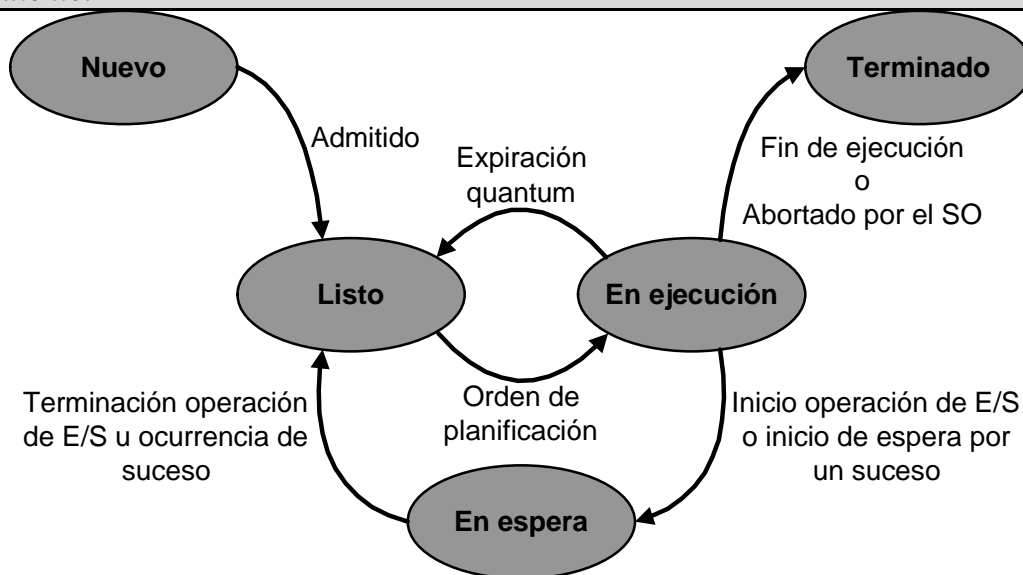 Nuevo
Terminado
Admitido
Expiración
quantum
Fin de ejecución
o
Abortado por el SO
Listo
En ejecución
Terminación operación
de E/S u ocurrencia de
suceso
Orden de
planificación
Inicio operación de E/S
o inicio de espera por
un suceso
En espera